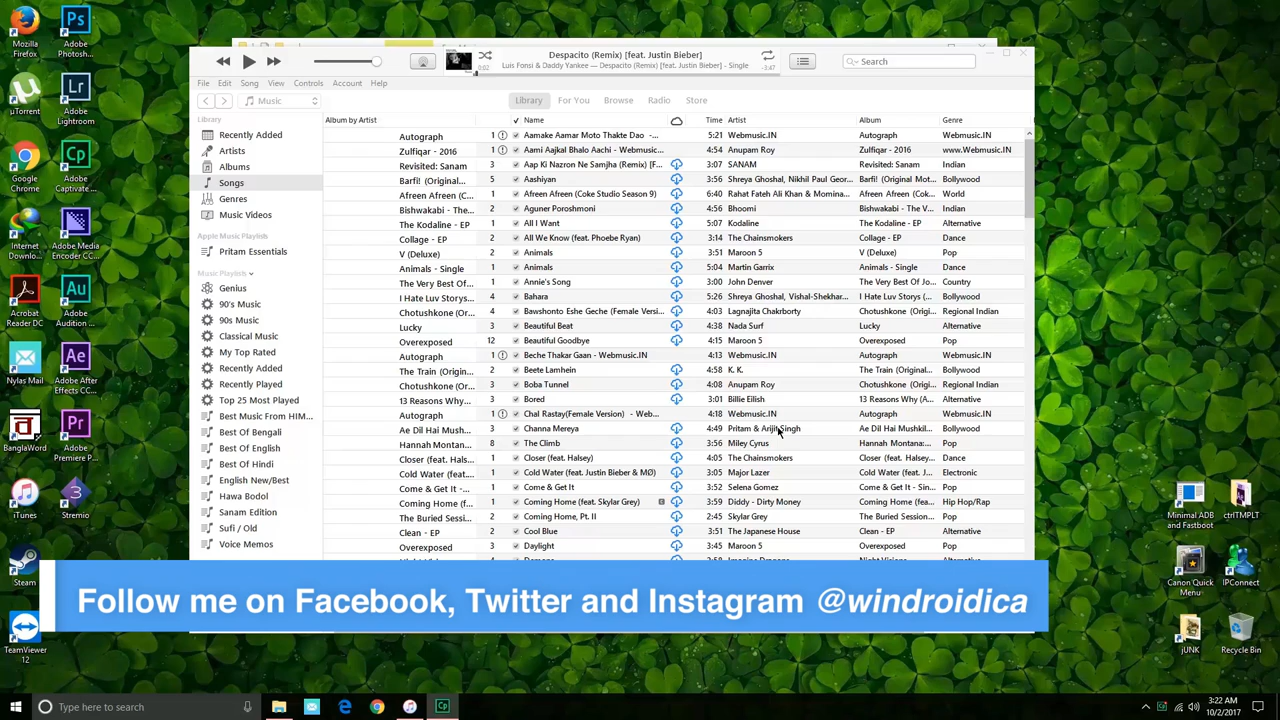 Mozilla Firefox
Adobe Photosh...
µTorrent
Adobe Lightroom
Google Chrome
Adobe Captivate ...
Internet Downlo...
Adobe Media Encoder CC...
Acrobat Reader DC
Adobe Audition ...
Nylas Mail
Adobe After Effects CC...
BanglaWord
Adobe Premiere P...
iTunes
Stremio
Steam
TeamViewer 12
Despacito (Remix) [feat. Justin Bieber]
0:02 Luis Fonsi & Daddy Yankee — Despacito (Remix) [feat. Justin Bieber] - Single -3:47
Search
File Edit Song View Controls Account Help
Music
Library For You Browse Radio Store
Library
Recently Added
Artists
Albums
Songs
Genres
Music Videos
Apple Music Playlists
Pritam Essentials
Music Playlists
Genius
90's Music
90s Music
Classical Music
My Top Rated
Recently Added
Recently Played
Top 25 Most Played
Best Music From HIM...
Best Of Bengali
Best Of English
Best Of Hindi
English New/Best
Hawa Bodol
Sanam Edition
Sufi / Old
Voice Memos
Album by Artist Name Time Artist Album Genre
Autograph 1 Aamake Aamar Moto Thakte Dao -... 5:21 Webmusic.IN Autograph Webmusic.IN
Zulfiqar - 2016 1 Aami Aajkal Bhalo Aachi - Webmusic... 4:54 Anupam Roy Zulfiqar - 2016 www.Webmusic.IN
Revisited: Sanam 3 Aap Ki Nazron Ne Samjha (Remix) [F... 3:07 SANAM Revisited: Sanam Indian
Barfi! (Original... 5 Aashiyan 3:35 Shreya Ghoshal, Nikhil Paul Geor... Barfi! (Original Mot... Bollywood
Afreen Afreen (C... 1 Afreen Afreen (Coke Studio Season 9) 6:40 Rahat Fateh Ali Khan & Momina... Afreen Afreen (Cok... World
Bishwakabi - The... 2 Aguner Poroshmoni 4:56 Bhoomi Bishwakabi - The V... Indian
The Kodaline - EP 1 All I Want 5:07 Kodaline The Kodaline - EP Alternative
Collage - EP 2 All We Know (feat. Phoebe Ryan) 3:14 The Chainsmokers Collage - EP Dance
V (Deluxe) 2 Animals 3:51 Maroon 5 V (Deluxe) Pop
Animals - Single 1 Animals 5:04 Martin Garrix Animals - Single Dance
The Very Best Of... 1 Annie's Song 3:00 John Denver The Very Best Of Jo... Country
I Hate Luv Storys... 4 Bahara 5:26 Shreya Ghoshal, Vishal-Shekhar... I Hate Luv Storys (... Bollywood
Chotushkone (Or... 4 Bawshonto Eshe Geche (Female Versi... 4:03 Lagnajita Chakrborty Chotushkone (Origi... Regional Indian
Lucky 3 Beautiful Beat 4:38 Nada Surf Lucky Alternative
Overexposed 12 Beautiful Goodbye 4:15 Maroon 5 Overexposed Pop
Autograph 1 Beche Thakar Gaan - Webmusic.IN 4:13 Webmusic.IN Autograph Webmusic.IN
The Train (Origin... 2 Beete Lamhein 4:58 K. K. The Train (Original... Bollywood
Chotushkone (Or... 3 Boba Tunnel 4:08 Anupam Roy Chotushkone (Origi... Regional Indian
13 Reasons Why... 3 Bored 3:01 Billie Eilish 13 Reasons Why (A... Alternative
Autograph 1 Chal Rastay(Female Version) - Web... 4:18 Webmusic.IN Autograph Webmusic.IN
Ae Dil Hai Mush... 3 Channa Mereya 4:49 Pritam & Arijit Singh Ae Dil Hai Mushkil... Bollywood
Hannah Montan... 8 The Climb 3:56 Miley Cyrus Hannah Montana:... Pop
Closer (feat. Hals... 1 Closer (feat. Halsey) 4:05 The Chainsmokers Closer (feat. Halsey... Dance
Cold Water (feat.... 1 Cold Water (feat. Justin Bieber & MØ) 3:05 Major Lazer Cold Water (feat. J... Electronic
Come & Get It -... 1 Come & Get It 3:52 Selena Gomez Come & Get It - Sin... Pop
Coming Home (f... 1 Coming Home (feat. Skylar Grey) 3:59 Diddy - Dirty Money Coming Home (fea... Hip Hop/Rap
The Buried Sessi... 2 Coming Home, Pt. II 2:45 Skylar Grey The Buried Session... Pop
Clean - EP 2 Cool Blue 3:51 The Japanese House Clean - EP Alternative
Overexposed 3 Daylight 3:45 Maroon 5 Overexposed Pop
Follow me on Facebook, Twitter and Instagram @windroidica
Minimal ADB and Fastboot
ctrlTMPLT
Canon Quick Menu
IPConnect
jUNK
Recycle Bin
Type here to search
3:22 AM
10/2/2017